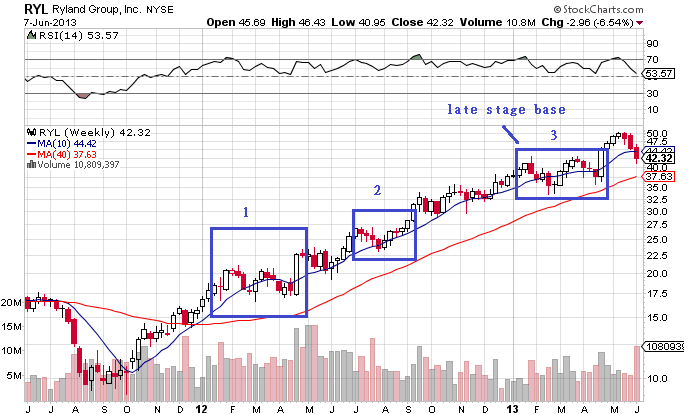 RYL Ryland Group, Inc. NYSE © StockCharts.com
7-Jun-2013 Open 45.69 High 46.43 Low 40.95 Close 42.32 Volume 10.8M Chg -2.96 (-6.54%)
RSI(14) 53.57
90
70
53.57
30
10
late stage base
RYL (Weekly) 42.32
MA(10) 44.42
MA(40) 37.63
Volume 10,809,397
1
2
3
50.0
47.5
44.42
42.32
40.0
37.63
35.0
32.5
30.0
27.5
25.0
22.5
20.0
17.5
15.0
1080939
10.0
20M
15M
10M
5M
J A S O N D 12 F M A M J J A S O N D 13 F M A M J